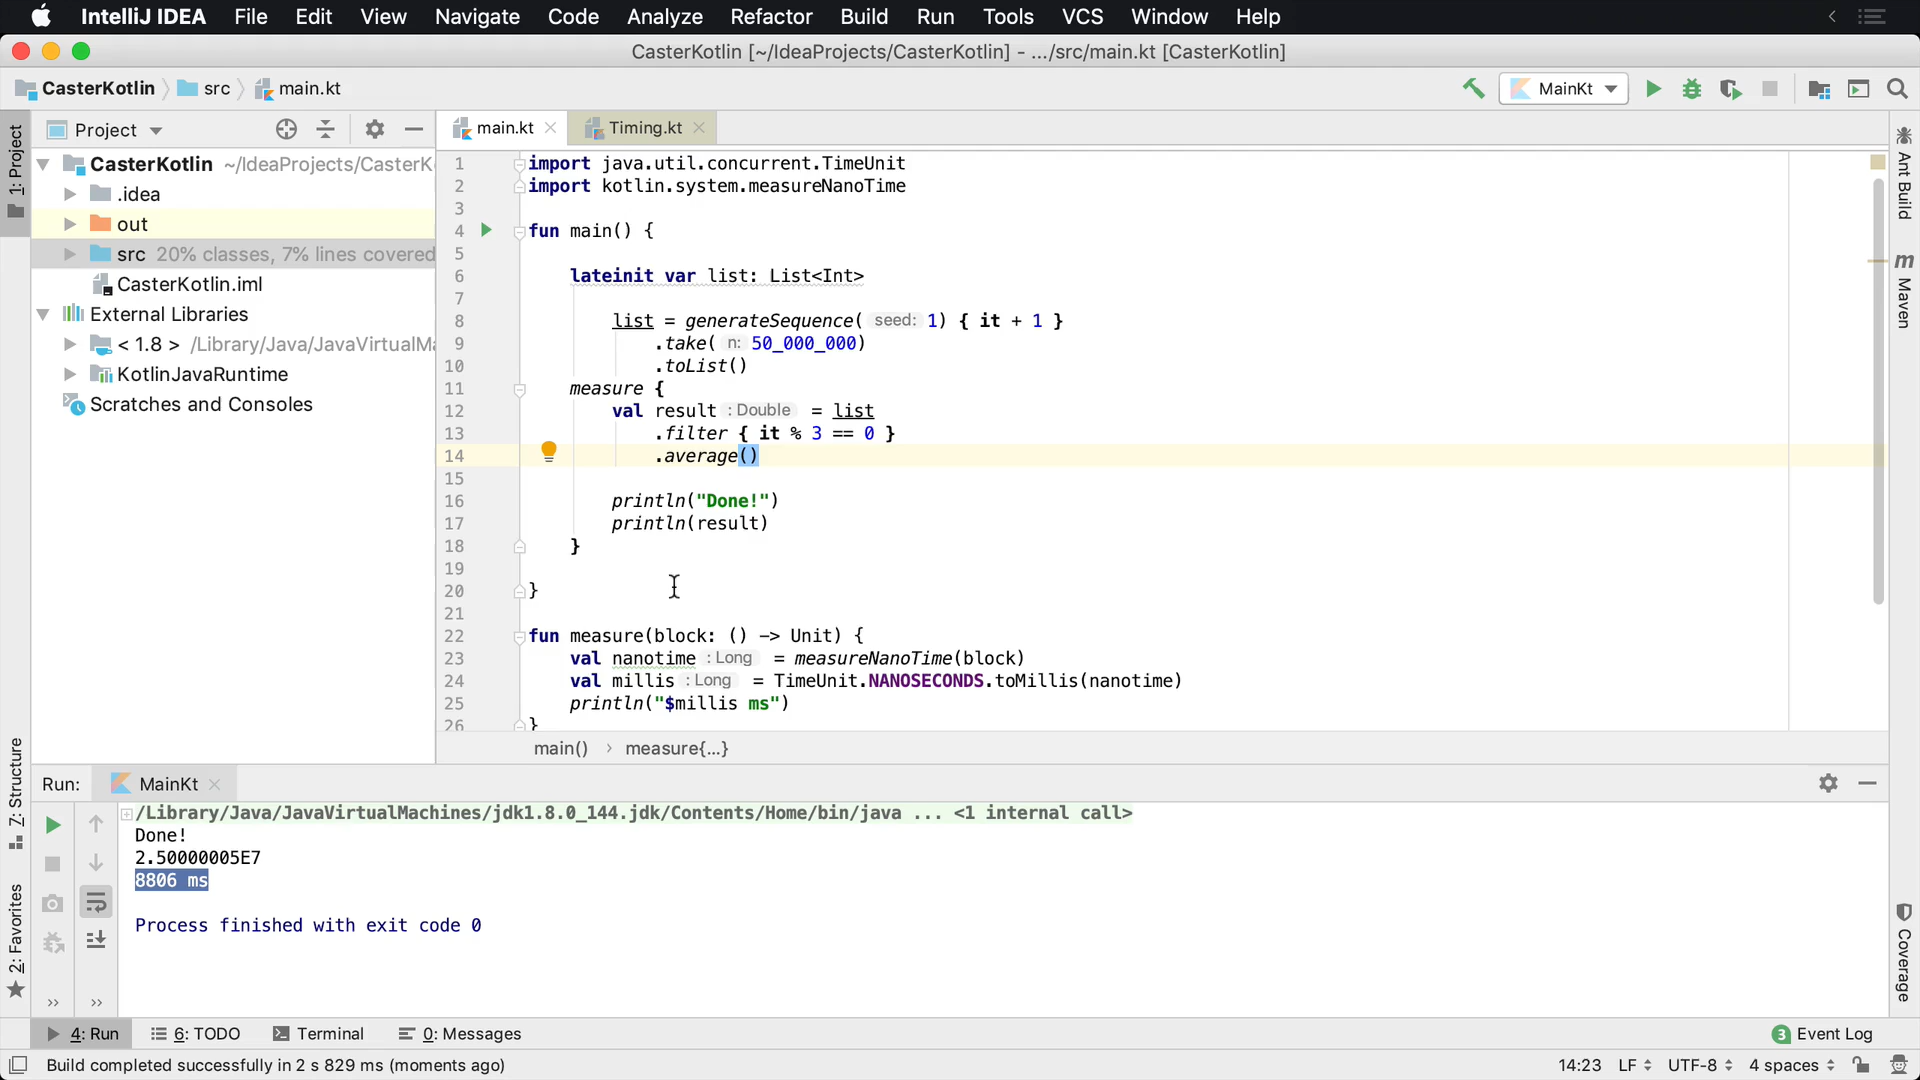 IntelliJ IDEA File Edit View Navigate Code Analyze Refactor Build Run Tools VCS Window Help
CasterKotlin [~/IdeaProjects/CasterKotlin] - .../src/main.kt [CasterKotlin]
CasterKotlin src main.kt MainKt
1: Project
Project
main.kt Timing.kt
CasterKotlin ~/IdeaProjects/CasterK
.idea
out
src 20% classes, 7% lines covered
CasterKotlin.iml
External Libraries
< 1.8 > /Library/Java/JavaVirtualMa
KotlinJavaRuntime
Scratches and Consoles
1 import java.util.concurrent.TimeUnit
2 import kotlin.system.measureNanoTime
3
4 fun main() {
5
6 lateinit var list: List<Int>
7
8 list = generateSequence( seed: 1) { it + 1 }
9 .take( n: 50_000_000)
10 .toList()
11 measure {
12 val result : Double = list
13 .filter { it % 3 == 0 }
14 .average()
15
16 println("Done!")
17 println(result)
18 }
19
20 }
21
22 fun measure(block: () -> Unit) {
23 val nanotime : Long = measureNanoTime(block)
24 val millis : Long = TimeUnit.NANOSECONDS.toMillis(nanotime)
25 println("$millis ms")
26 }
main() › measure{...}
Ant Build
m Maven
Coverage
Z: Structure
2: Favorites
Run: MainKt
/Library/Java/JavaVirtualMachines/jdk1.8.0_144.jdk/Contents/Home/bin/java ... <1 internal call>
Done!
2.50000005E7
8806 ms
Process finished with exit code 0
4: Run 6: TODO Terminal 0: Messages 3 Event Log
Build completed successfully in 2 s 829 ms (moments ago) 14:23 LF UTF-8 4 spaces